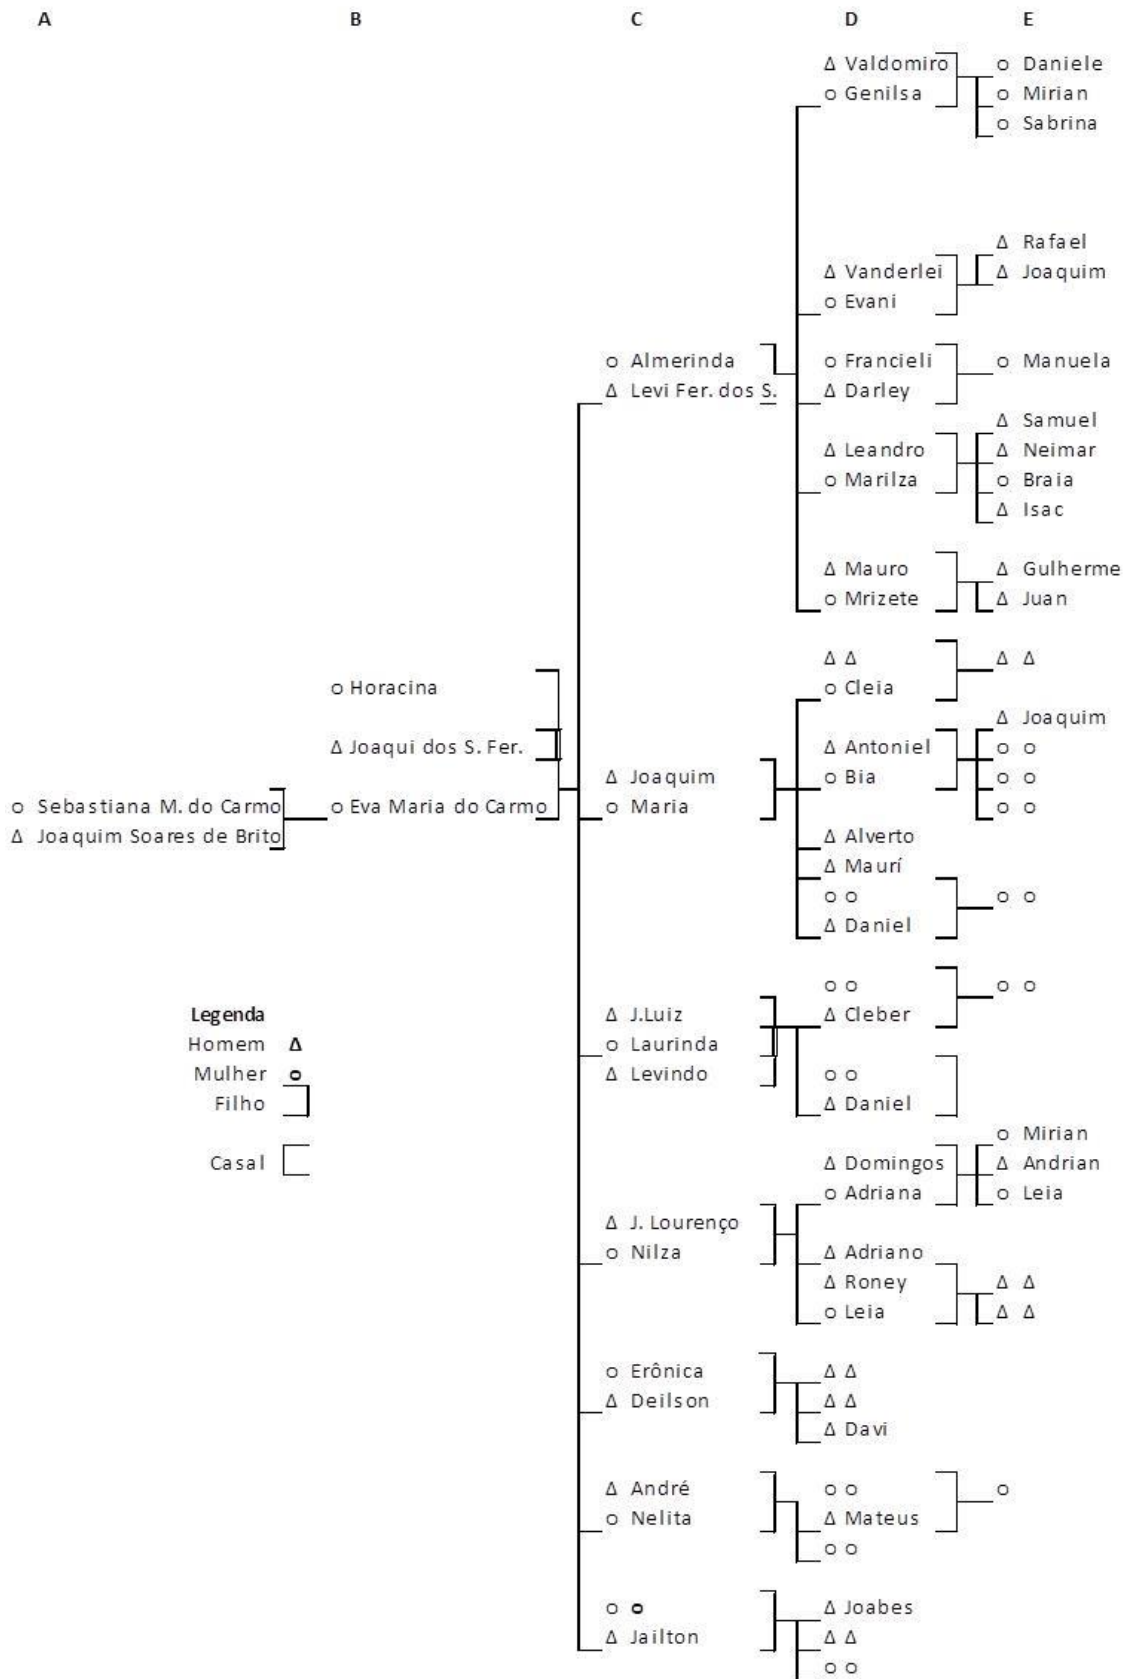 A B C D E
Δ Valdomiro o Daniele
o Genilsa o Mirian
o Sabrina
Δ Rafael
Δ Vanderlei Δ Joaquim
o Evani
o Almerinda o Francieli o Manuela
Δ Levi Fer. dos S. Δ Darley
Δ Samuel
Δ Leandro Δ Neimar
o Marilza o Braia
Δ Isac
Δ Mauro Δ Gulherme
o Mrizete Δ Juan
Δ Δ Δ Δ
o Horacina o Cleia
Δ Joaquim
Δ Joaqui dos S. Fer. Δ Antoniel o o
Δ Joaquim o Bia o o
o Sebastiana M. do Carmo o Eva Maria do Carmo o Maria o o
Δ Joaquim Soares de Brito Δ Alverto
Δ Maurí
o o o o
Δ Daniel
o o o o
Legenda Δ J.Luiz Δ Cleber
Homem Δ o Laurinda
Mulher o Δ Levindo o o
Filho Δ Daniel
o Mirian
Casal Δ Domingos Δ Andrian
o Adriana o Leia
Δ J. Lourenço
o Nilza Δ Adriano
Δ Roney Δ Δ
o Leia Δ Δ
o Erônica Δ Δ
Δ Deilson Δ Δ
Δ Davi
Δ André o o o
o Nelita Δ Mateus
o o
o o Δ Joabes
Δ Jailton Δ Δ
o o